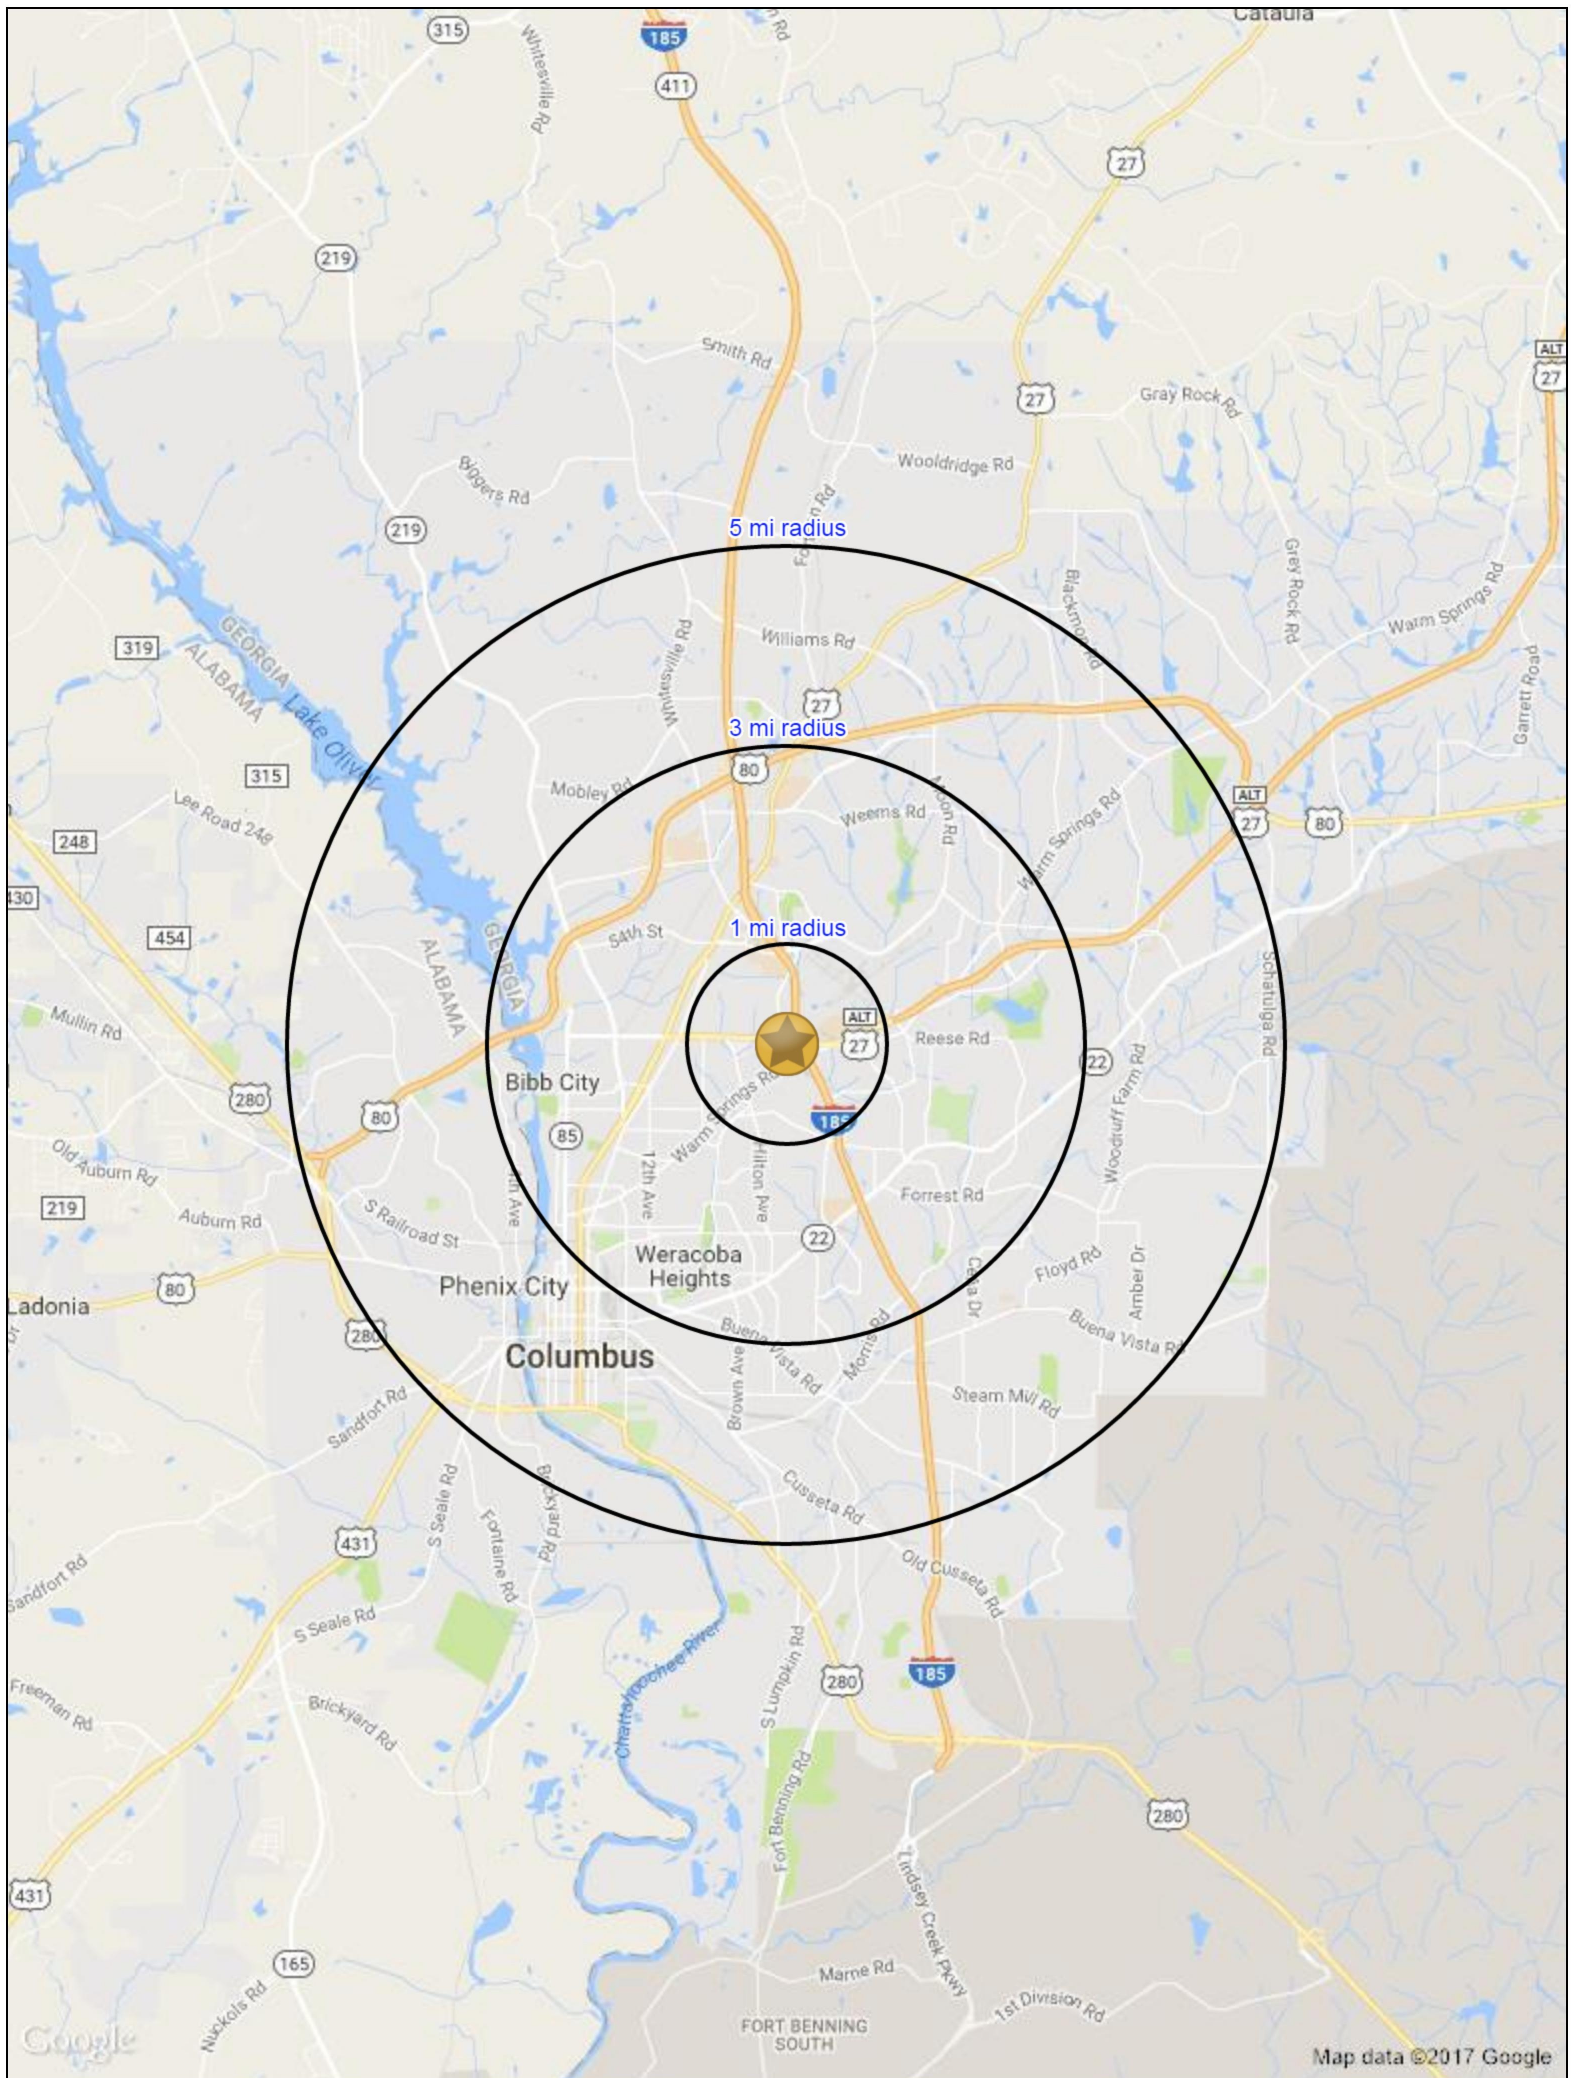 Cataula
315
Whitesville Rd
n Rd
185
411
27
219
Smith Rd
ALT
27
27
Gray Rock Rd
Biggers Rd
Wooldridge Rd
219
5 mi radius
Grey Rock Rd
Blackmon Rd
Warm Springs Rd
319
GEORGIA
ALABAMA
Williams Rd
Whitesville Rd
Garrett Road
27
Lake Oliver
3 mi radius
315
80
Mobley Rd
Lee Road 248
Weems Rd
Warm Springs Rd
ALT
27
80
248
430
454
54th St
1 mi radius
GEORGIA
ALABAMA
Schatulga Rd
Mullin Rd
ALT
27
Reese Rd
22
Bibb City
280
80
85
Warm Springs Rd
185
Woodruff Farm Rd
Old Auburn Rd
4th Ave
12th Ave
Hilton Ave
Forrest Rd
219
Auburn Rd
S Railroad St
22
Weracoba
Heights
Floyd Rd
Amber Dr
Phenix City
80
Ladonia
Dr
280
Buena Vista Rd
Morris Rd
Buena Vista Rd
Columbus
Brown Ave
Steam Mill Rd
Sandfort Rd
S Seale Rd
Brickyard Rd
Fontaine Rd
Cusseta Rd
431
Old Cusseta Rd
Sandfort Rd
S Seale Rd
Chattahoochee River
S Lumpkin Rd
280
185
Freeman Rd
Brickyard Rd
Fort Benning Rd
280
431
Lindsey Creek Pkwy
165
Marne Rd
Nuckols Rd
1st Division Rd
FORT BENNING
SOUTH
Google
Map data ©2017 Google